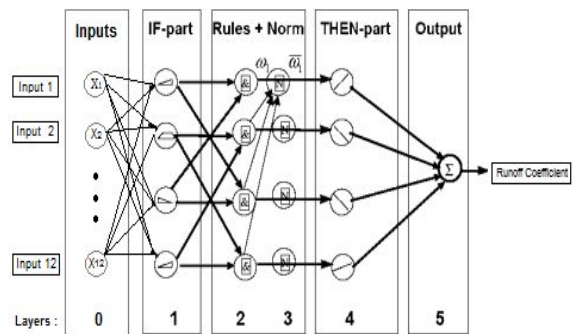 Inputs IF-part Rules + Norm THEN-part Output
Input 1 X1 & ω1 N ω̅1
Input 2 X2 & N
& N
Input 12 X12 & N
Σ Runoff Coefficient
Layers : 0 1 2 3 4 5